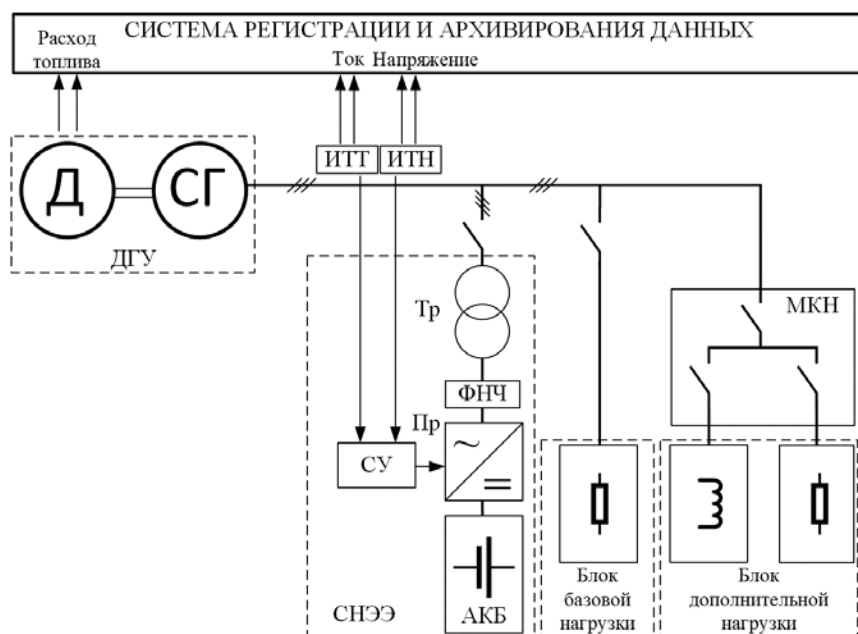 СИСТЕМА РЕГИСТРАЦИИ И АРХИВИРОВАНИЯ ДАННЫХ
Расход
топлива
Ток
Напряжение
ИТТ
ИТН
Д
СГ
ДГУ
Тр
МКН
ФНЧ
Пр
СУ
СНЭЭ
АКБ
Блок
базовой
нагрузки
Блок
дополнительной
нагрузки